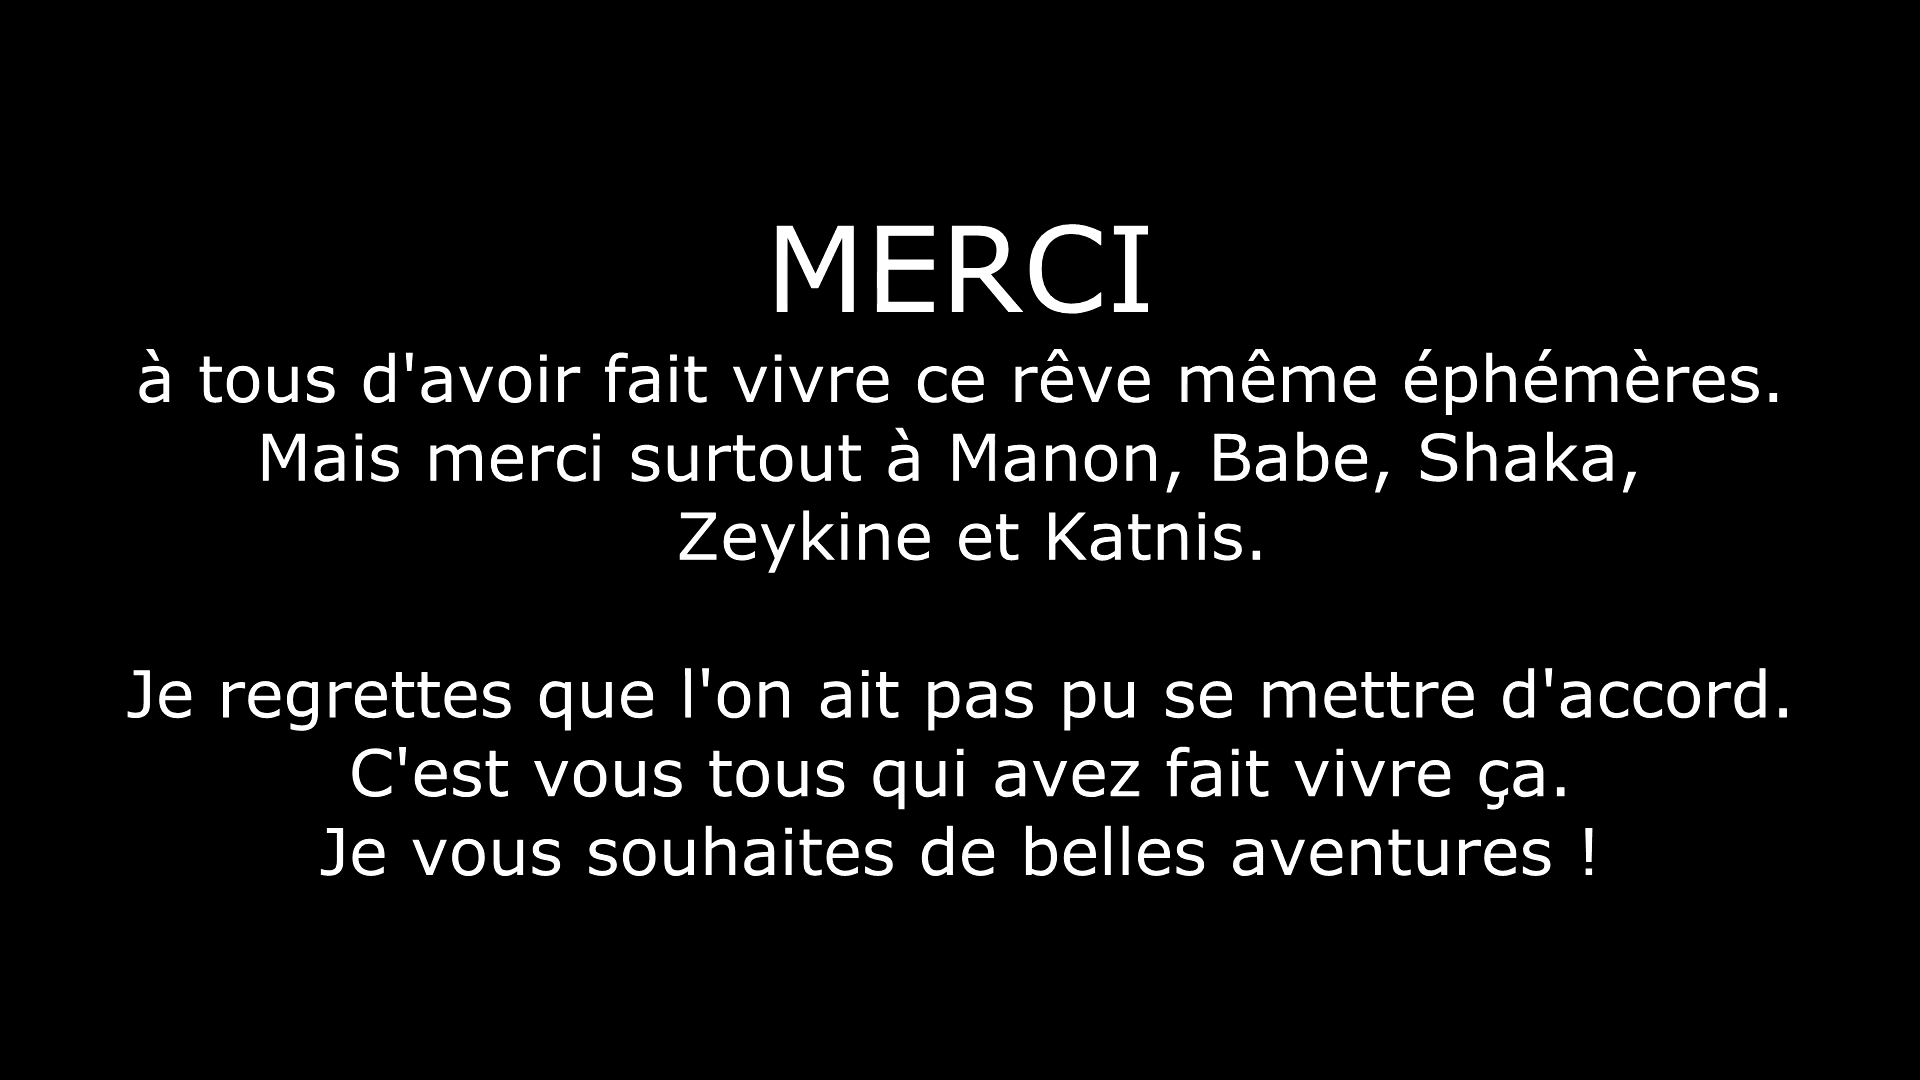 MERCI
à tous d'avoir fait vivre ce rêve même éphémères.
Mais merci surtout à Manon, Babe, Shaka,
Zeykine et Katnis.
Je regrettes que l'on ait pas pu se mettre d'accord.
C'est vous tous qui avez fait vivre ça.
Je vous souhaites de belles aventures !